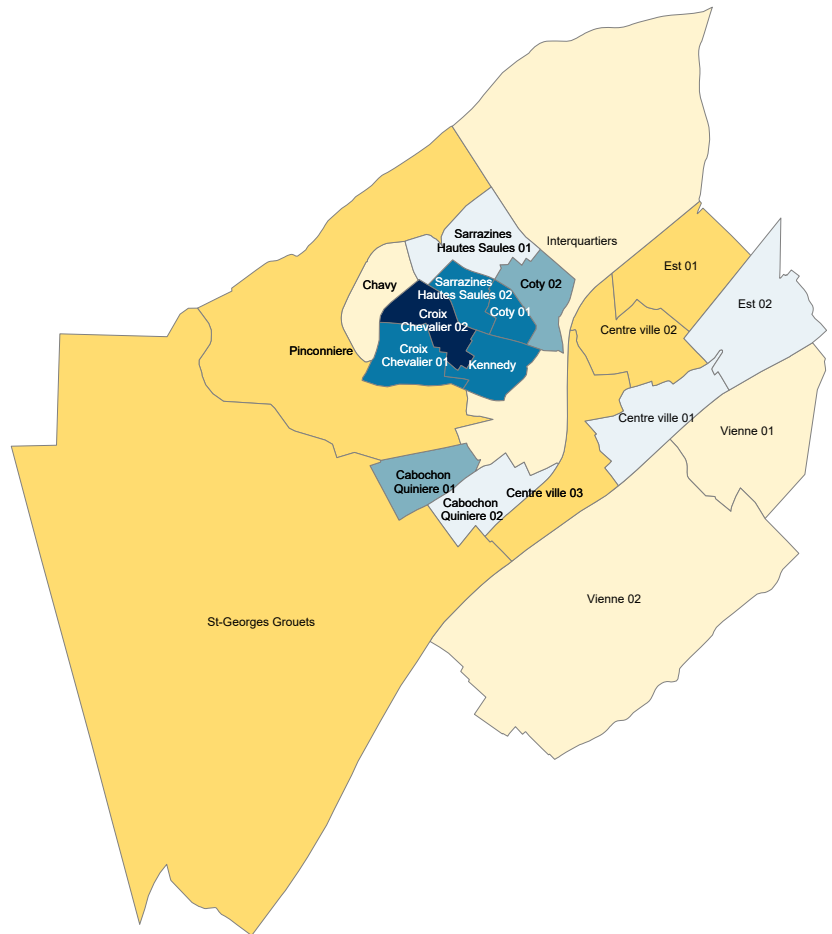 Sarrazines
Hautes Saules 01
Interquartiers
Est 01
Chavy
Sarrazines
Hautes Saules 02
Coty 02
Est 02
Croix
Chevalier 02
Coty 01
Centre ville 02
Pinconniere
Croix
Chevalier 01
Kennedy
Centre ville 01
Vienne 01
Cabochon
Quiniere 01
Centre ville 03
Cabochon
Quiniere 02
Vienne 02
St-Georges Grouets